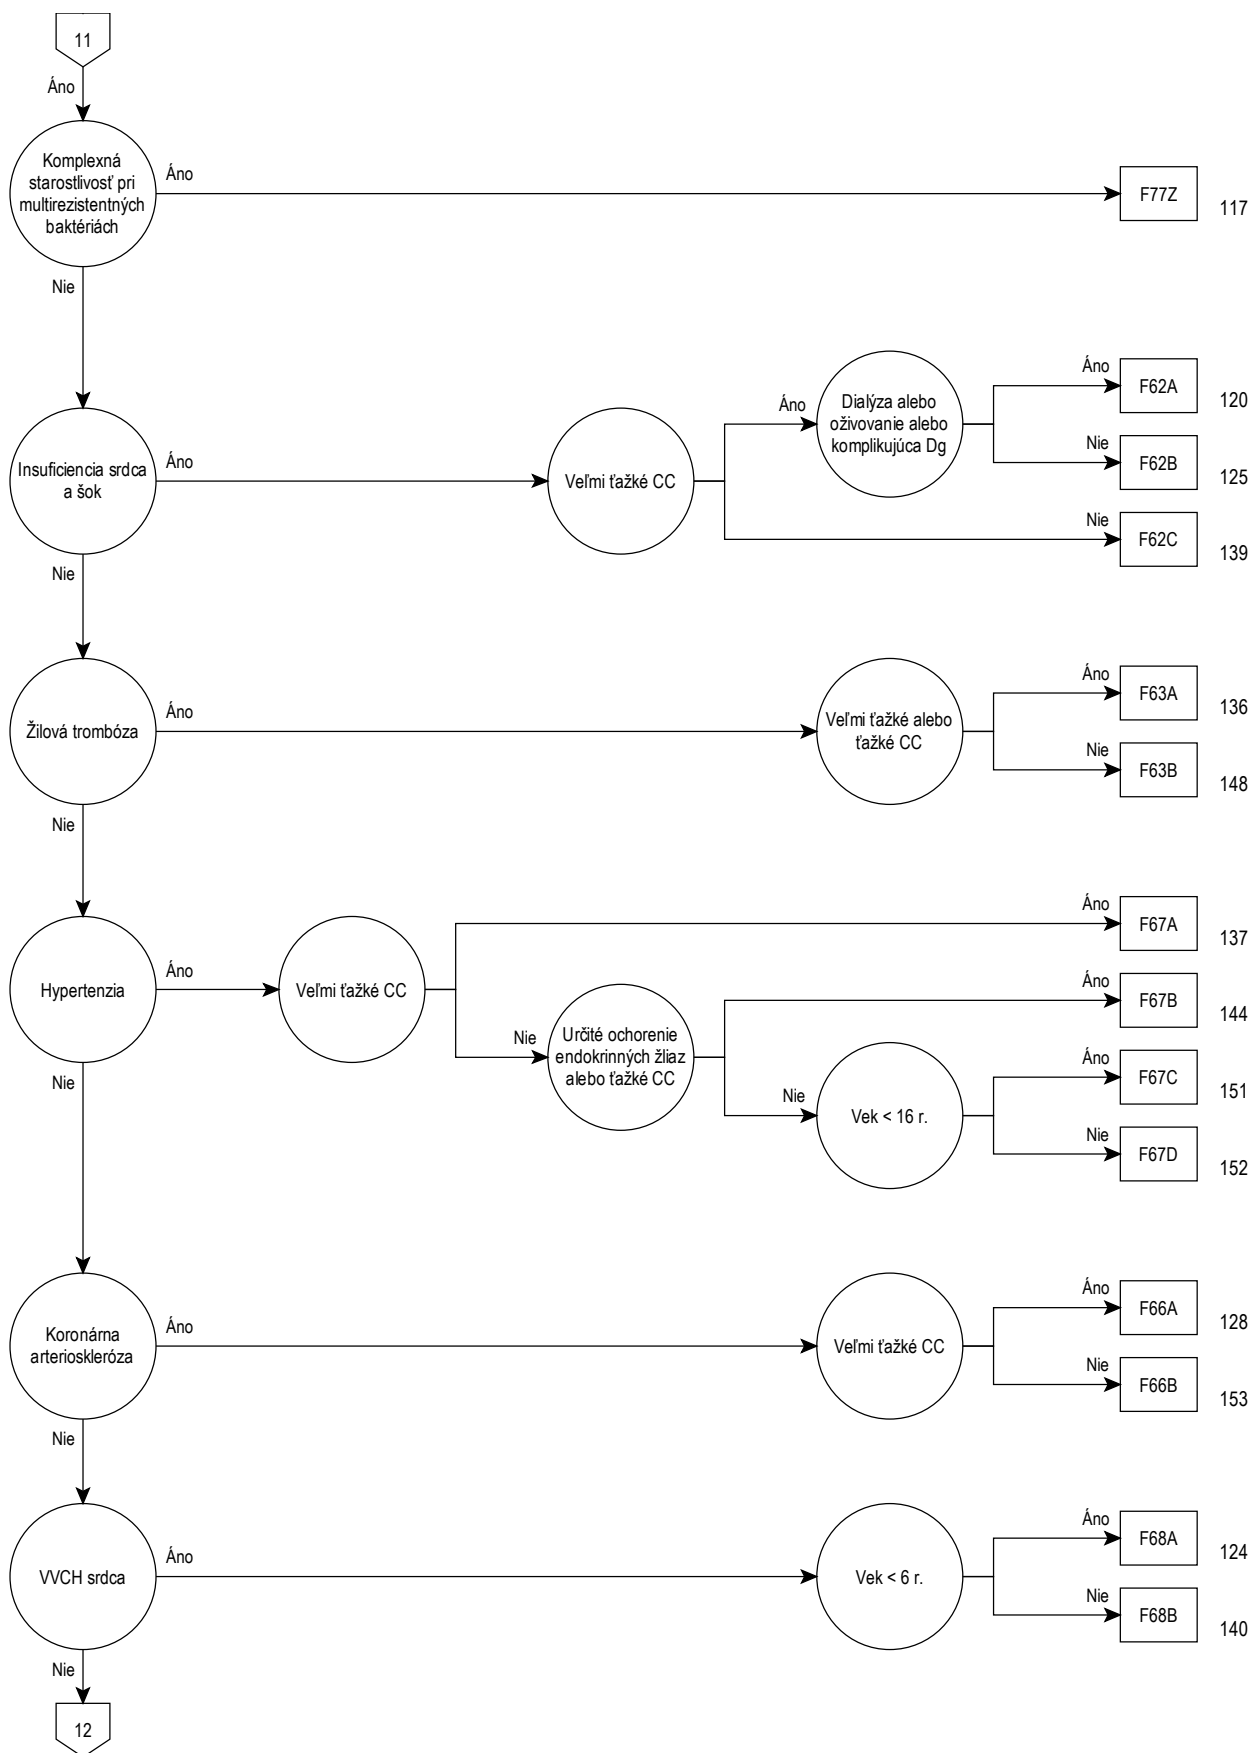 11
Áno
Komplexná
starostlivosť pri
multirezistentných
baktériách
Áno
F77Z
117
Nie
Insuficiencia srdca
a šok
Áno
Veľmi ťažké CC
Áno
Dialýza alebo
oživovanie alebo
komplikujúca Dg
Áno
F62A
120
Nie
F62B
125
Nie
F62C
139
Nie
Žilová trombóza
Áno
Veľmi ťažké alebo
ťažké CC
Áno
F63A
136
Nie
F63B
148
Nie
Hypertenzia
Áno
Veľmi ťažké CC
Áno
F67A
137
Nie
Určité ochorenie
endokrinných žliaz
alebo ťažké CC
Áno
F67B
144
Nie
Vek < 16 r.
Áno
F67C
151
Nie
F67D
152
Nie
Koronárna
arterioskleróza
Áno
Veľmi ťažké CC
Áno
F66A
128
Nie
F66B
153
Nie
VVCH srdca
Áno
Vek < 6 r.
Áno
F68A
124
Nie
F68B
140
Nie
12